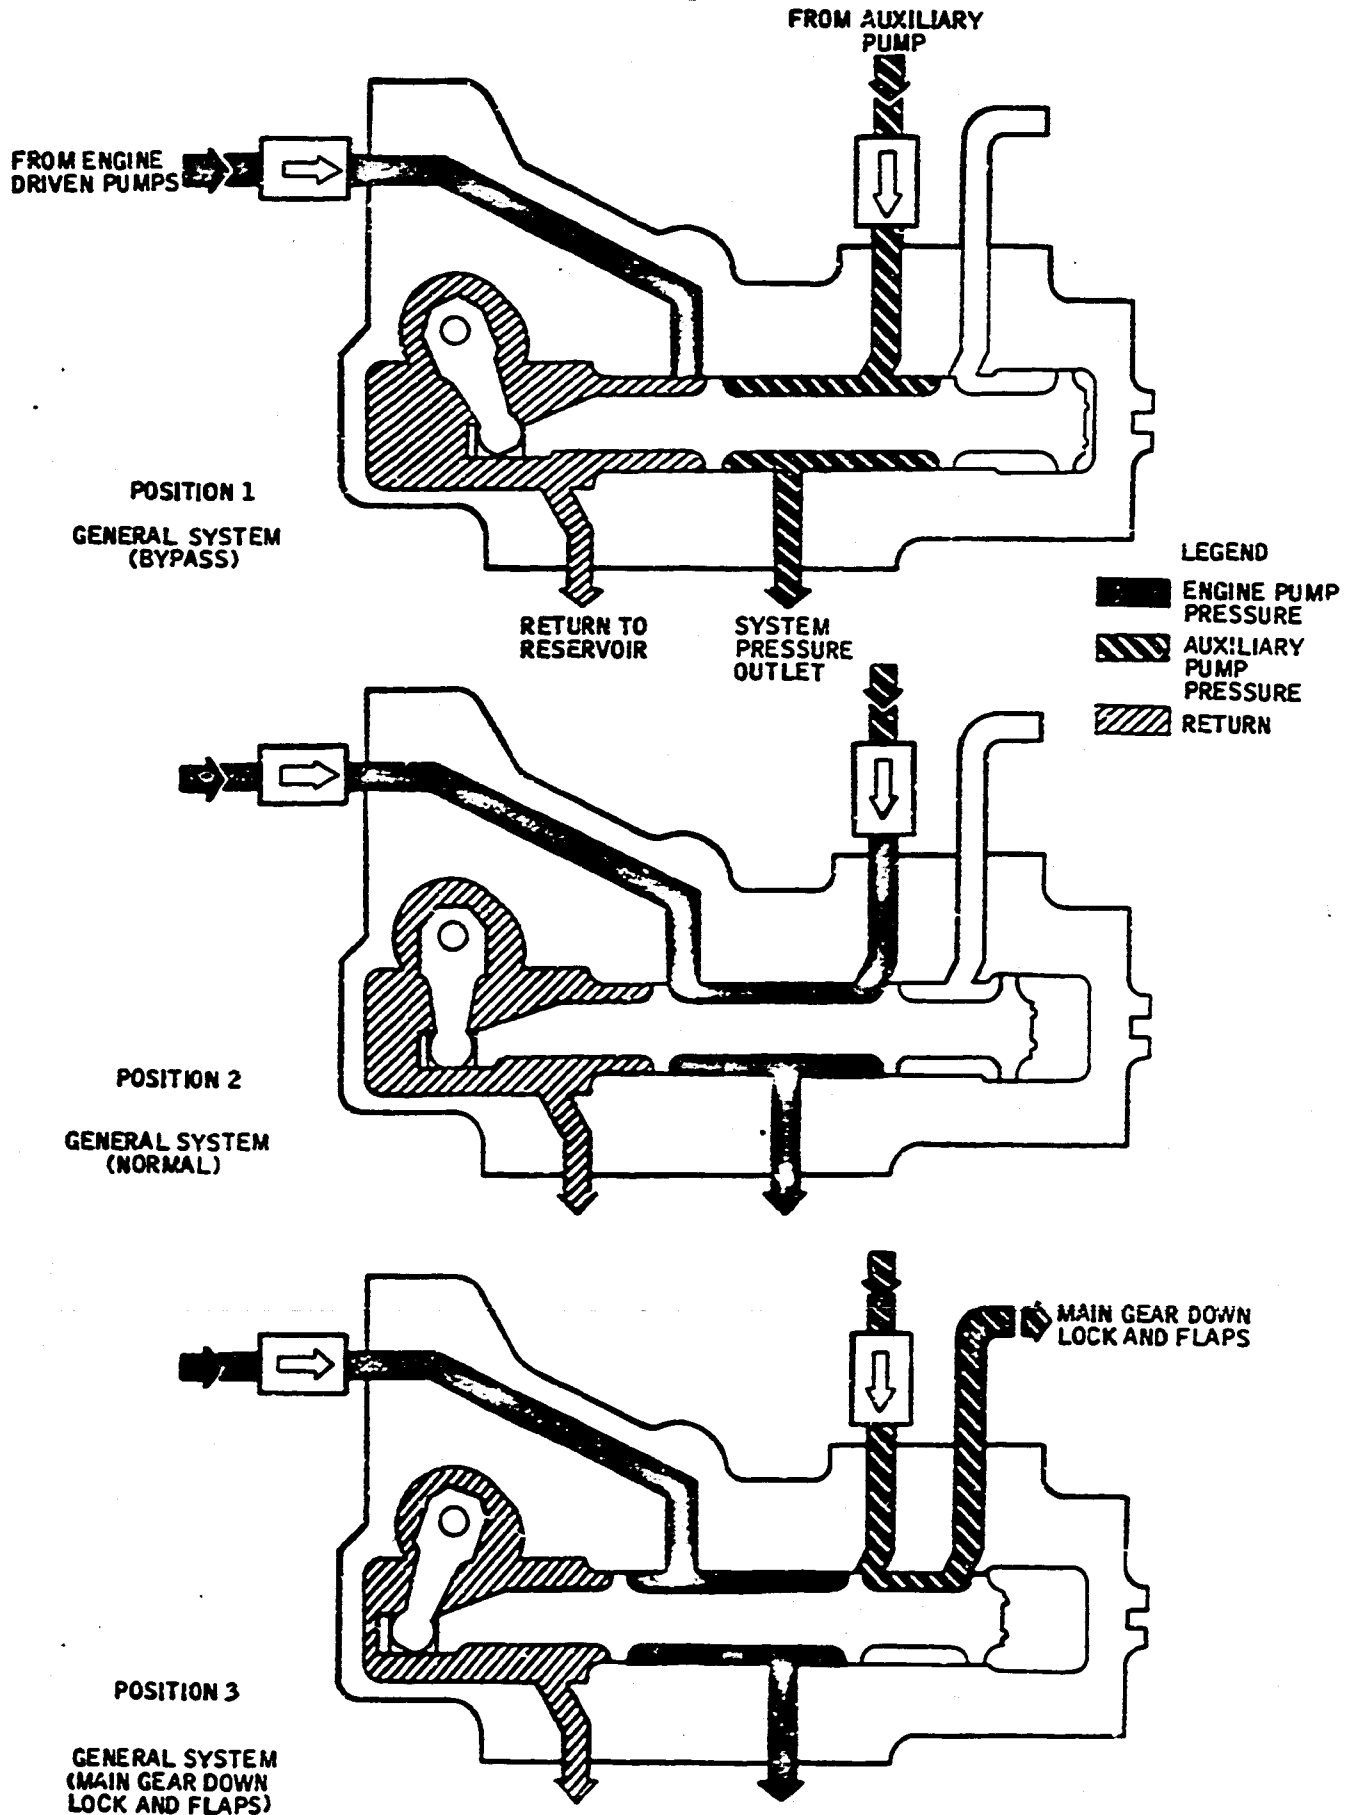 FROM AUXILIARY
PUMP
FROM ENGINE
DRIVEN PUMPS
POSITION 1
GENERAL SYSTEM
(BYPASS)
RETURN TO
RESERVOIR
SYSTEM
PRESSURE
OUTLET
LEGEND
ENGINE PUMP
PRESSURE
AUXILIARY
PUMP
PRESSURE
RETURN
POSITION 2
GENERAL SYSTEM
(NORMAL)
MAIN GEAR DOWN
LOCK AND FLAPS
POSITION 3
GENERAL SYSTEM
(MAIN GEAR DOWN
LOCK AND FLAPS)